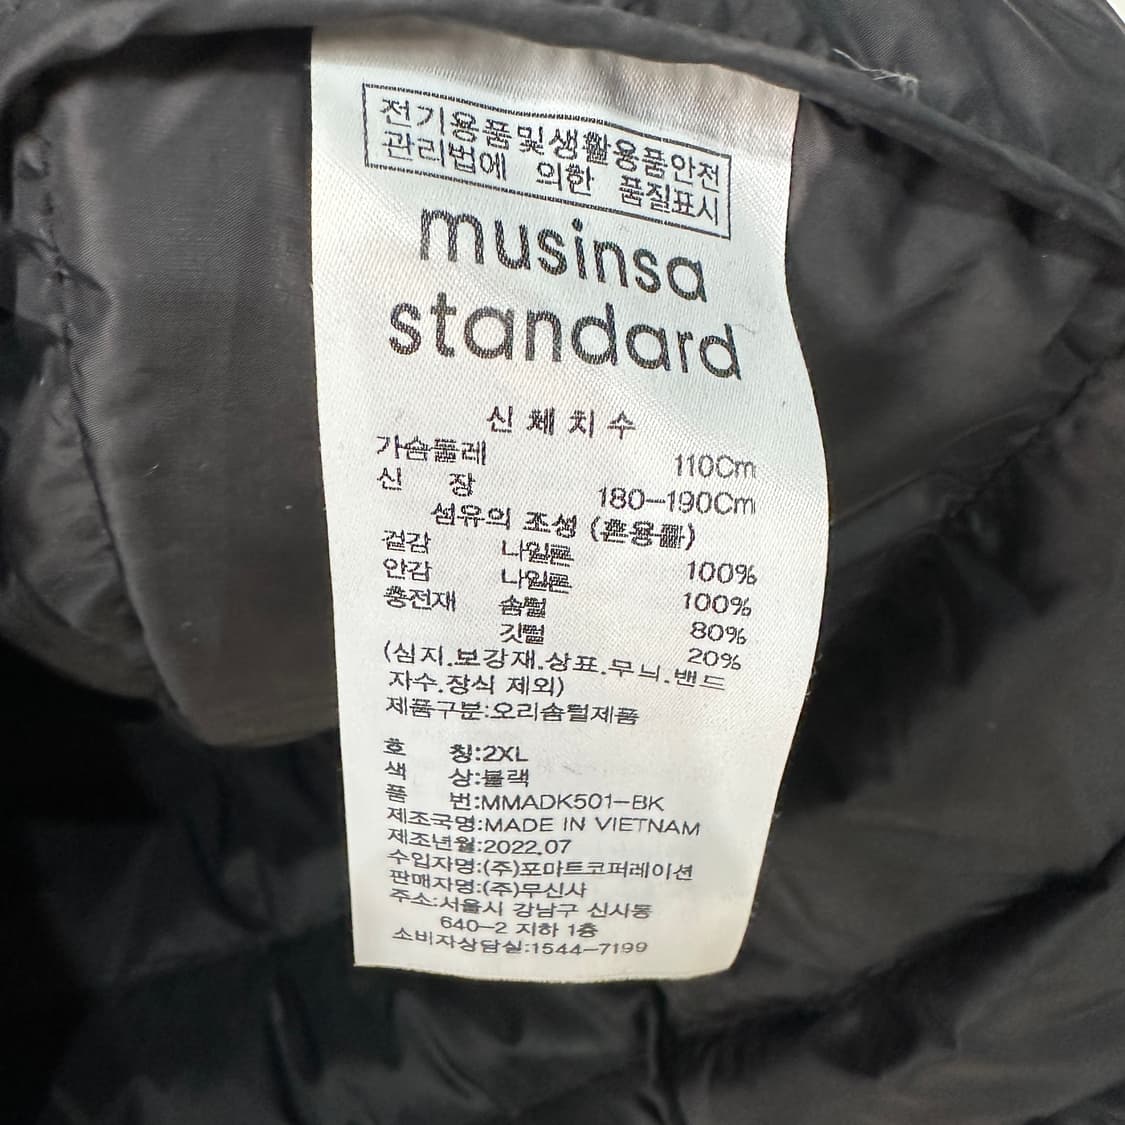 전기용품및생활용품안전
관리법에 의한 품질표시
musinsa
standard
신체치수
가슴둘레 110Cm
신 장 180-190Cm
섬유의 조성 (혼용률)
겉감 나일론 100%
안감 나일론 100%
충전재 솜털 80%
깃털 20%
(심지.보강재.상표.무늬.밴드
자수.장식 제외)
제품구분:오리솜털제품
호 칭:2XL
색 상:블랙
품 번:MMADK501-BK
제조국명:MADE IN VIETNAM
제조년월:2022.07
수입자명:(주)포마트코퍼레이션
판매자명:(주)무신사
주소:서울시 강남구 신사동
640-2 지하 1층
소비자상담실:1544-7199